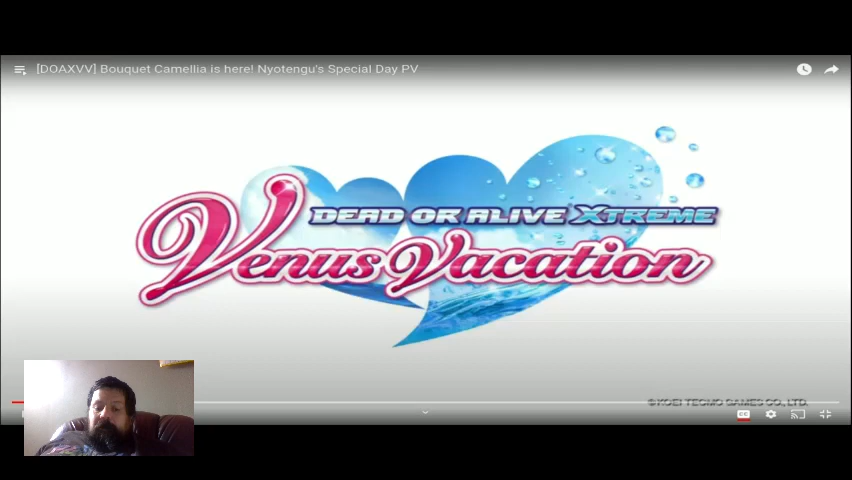 [DOAXVV] Bouquet Camellia is here! Nyotengu's Special Day PV
DEAD OR ALIVE XTREME
Venus Vacation
© KOEI TECMO GAMES CO., LTD.
CC